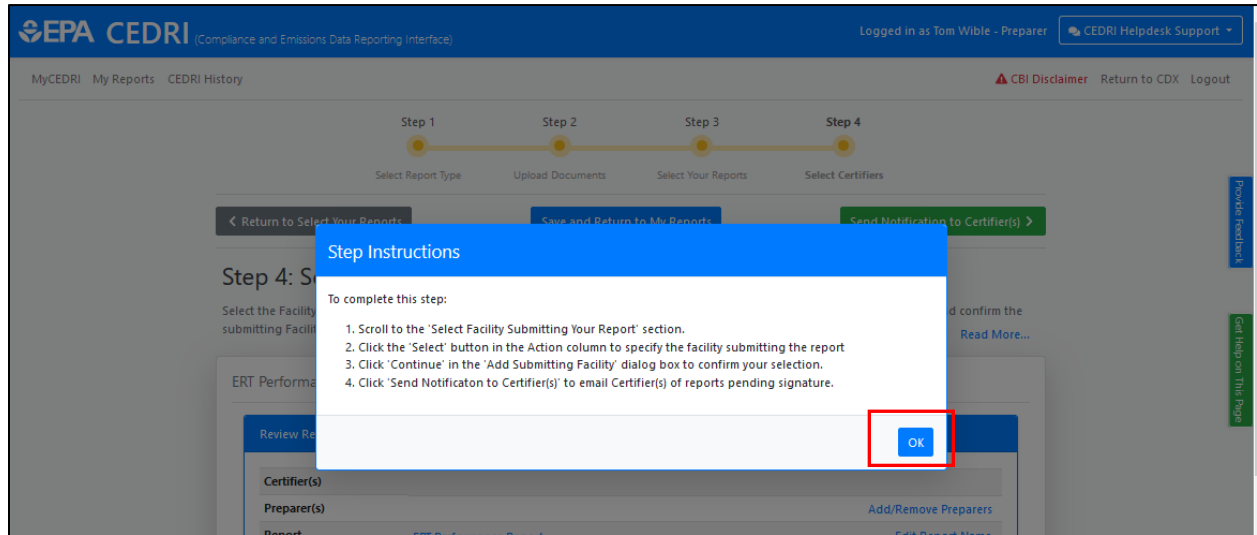 EPA CEDRI (Compliance and Emissions Data Reporting Interface)
Logged in as Tom Wible - Preparer
CEDRI Helpdesk Support
MyCEDRI My Reports CEDRI History
CBI Disclaimer Return to CDX Logout
Step 1 Step 2 Step 3 Step 4
Select Report Type Upload Documents Select Your Reports Select Certifiers
Return to Select Your Reports
Save and Return to My Reports
Send Notification to Certifier(s)
Step Instructions
Step 4: S
To complete this step:
Select the Facility
d confirm the
submitting Facilit
Read More...
1. Scroll to the 'Select Facility Submitting Your Report' section.
2. Click the 'Select' button in the Action column to specify the facility submitting the report
3. Click 'Continue' in the 'Add Submitting Facility' dialog box to confirm your selection.
4. Click 'Send Notificaton to Certifier(s)' to email Certifier(s) of reports pending signature.
ERT Performa
OK
Review Re
Certifier(s)
Preparer(s)
Add/Remove Preparers
Report
Edit Report Name
Provide Feedback
Get Help on This Page